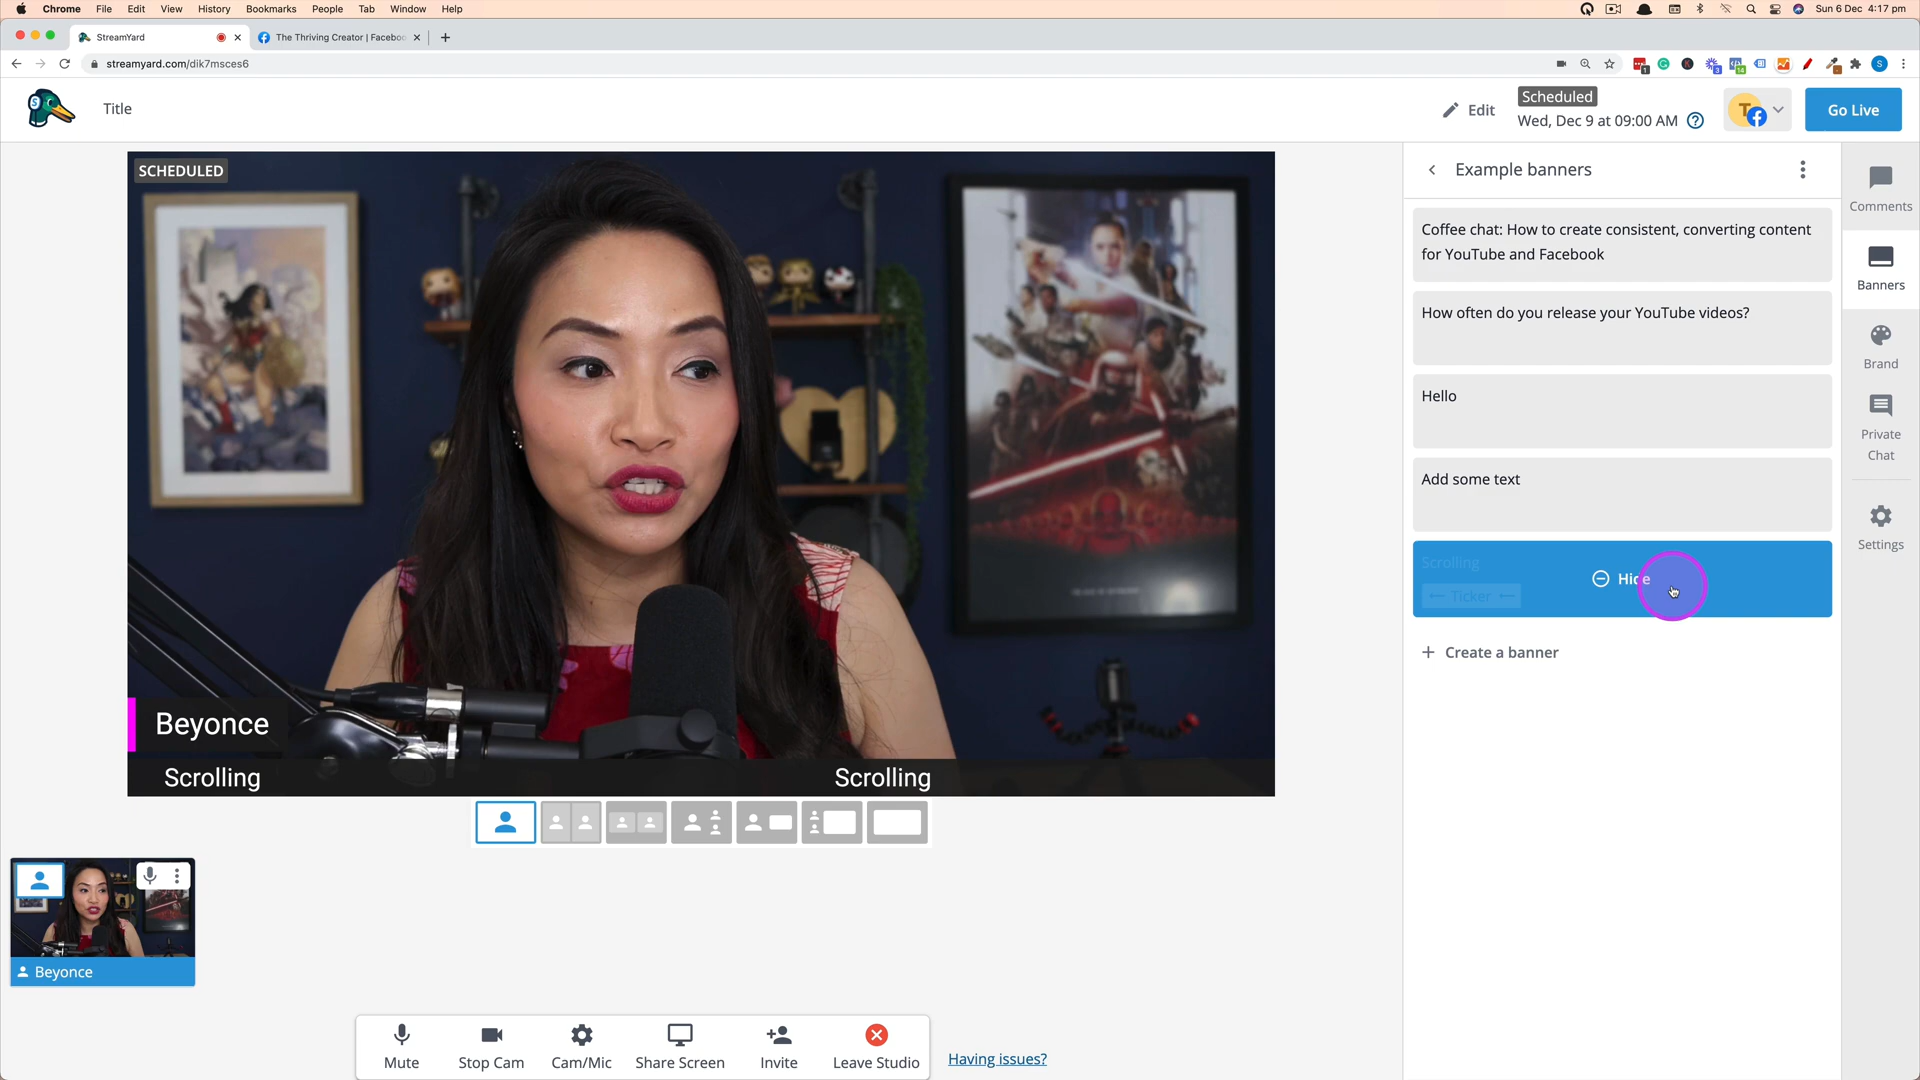 Chrome File Edit View History Bookmarks People Tab Window Help
Sun 6 Dec 4:17 pm
StreamYard
The Thriving Creator | Faceboo
streamyard.com/dik7msces6
Title
Edit
Scheduled
Wed, Dec 9 at 09:00 AM
T
Go Live
SCHEDULED
Beyonce
Scrolling Scrolling
Example banners
Coffee chat: How to create consistent, converting content
for YouTube and Facebook
How often do you release your YouTube videos?
Hello
Add some text
Scrolling
Ticker
Hide
Create a banner
Comments
Banners
Brand
Private
Chat
Settings
Beyonce
Mute
Stop Cam
Cam/Mic
Share Screen
Invite
Leave Studio
Having issues?